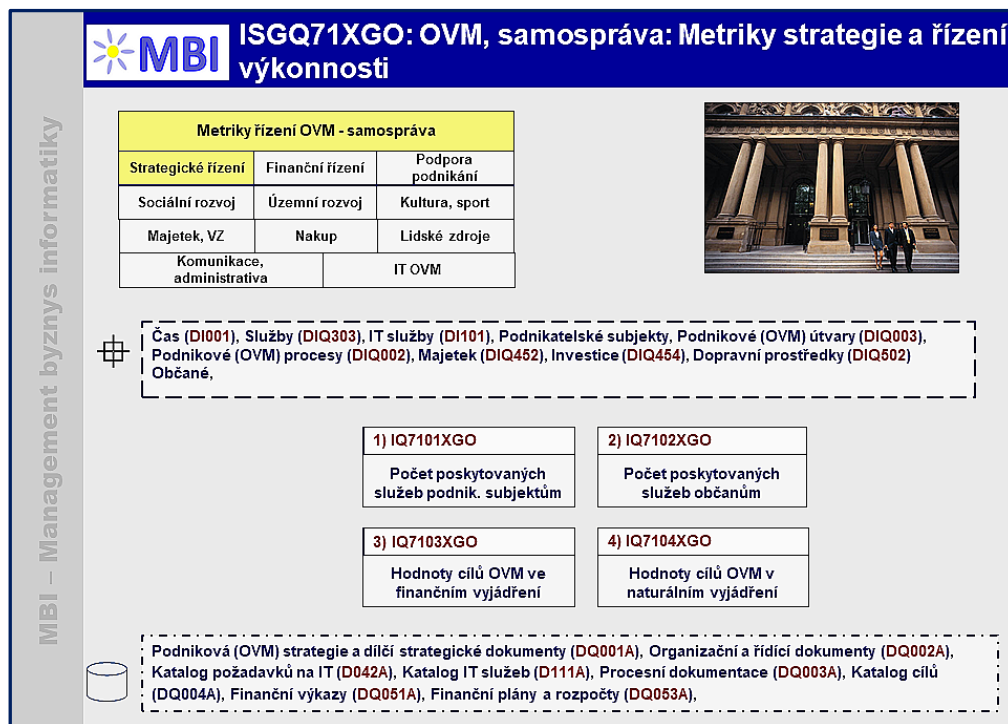 MBI
ISGQ71XGO: OVM, samospráva: Metriky strategie a řízení
výkonnosti
MBI – Management byznys informatiky
Metriky řízení OVM - samospráva
Strategické řízení
Finanční řízení
Podpora
podnikání
Sociální rozvoj
Územní rozvoj
Kultura, sport
Majetek, VZ
Nakup
Lidské zdroje
Komunikace,
administrativa
IT OVM
Čas (DI001), Služby (DIQ303), IT služby (DI101), Podnikatelské subjekty, Podnikové (OVM) útvary (DIQ003),
Podnikové (OVM) procesy (DIQ002), Majetek (DIQ452), Investice (DIQ454), Dopravní prostředky (DIQ502)
Občané,
1) IQ7101XGO
Počet poskytovaných
služeb podnik. subjektům
2) IQ7102XGO
Počet poskytovaných
služeb občanům
3) IQ7103XGO
Hodnoty cílů OVM ve
finančním vyjádření
4) IQ7104XGO
Hodnoty cílů OVM v
naturálním vyjádření
Podniková (OVM) strategie a dílčí strategické dokumenty (DQ001A), Organizační a řídící dokumenty (DQ002A),
Katalog požadavků na IT (D042A), Katalog IT služeb (D111A), Procesní dokumentace (DQ003A), Katalog cílů
(DQ004A), Finanční výkazy (DQ051A), Finanční plány a rozpočty (DQ053A),